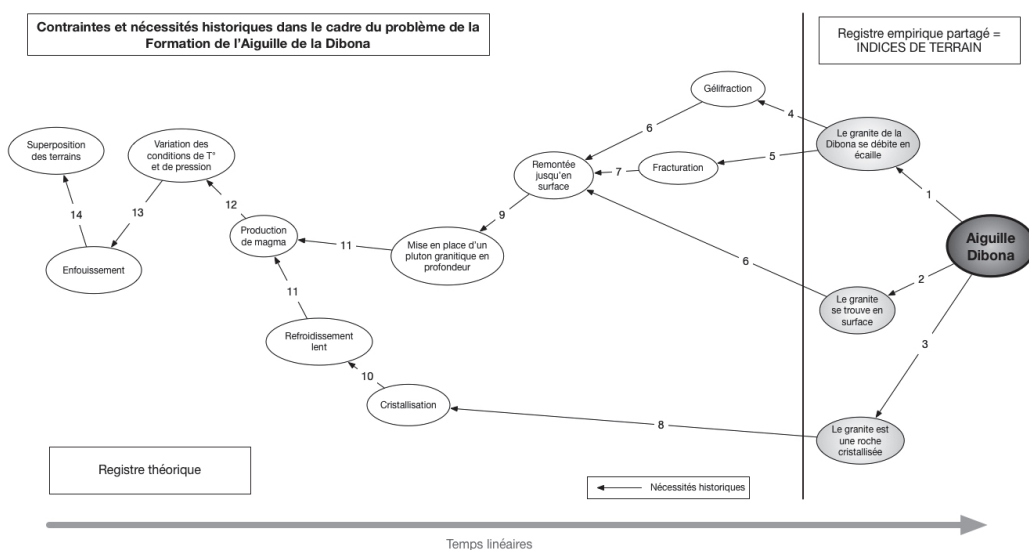 Contraintes et nécessités historiques dans le cadre du problème de la
Formation de l'Aiguille de la Dibona
Registre empirique partagé =
INDICES DE TERRAIN
Gélifraction
4
Le granite de la
Dibona se débite en
écaille
6
5
Superposition
des terrains
Variation des
conditions de T°
et de pression
Remontée
jusqu'en
surface
7
Fracturation
1
12
14
13
9
Production
de magma
11
Mise en place d'un
pluton granitique en
profondeur
Aiguille
Dibona
Enfouissement
6
2
11
Le granite
se trouve en
surface
Refroidissement
lent
3
10
Cristallisation
8
Le granite est
une roche
cristallisée
Registre théorique
Nécessités historiques
Temps linéaires